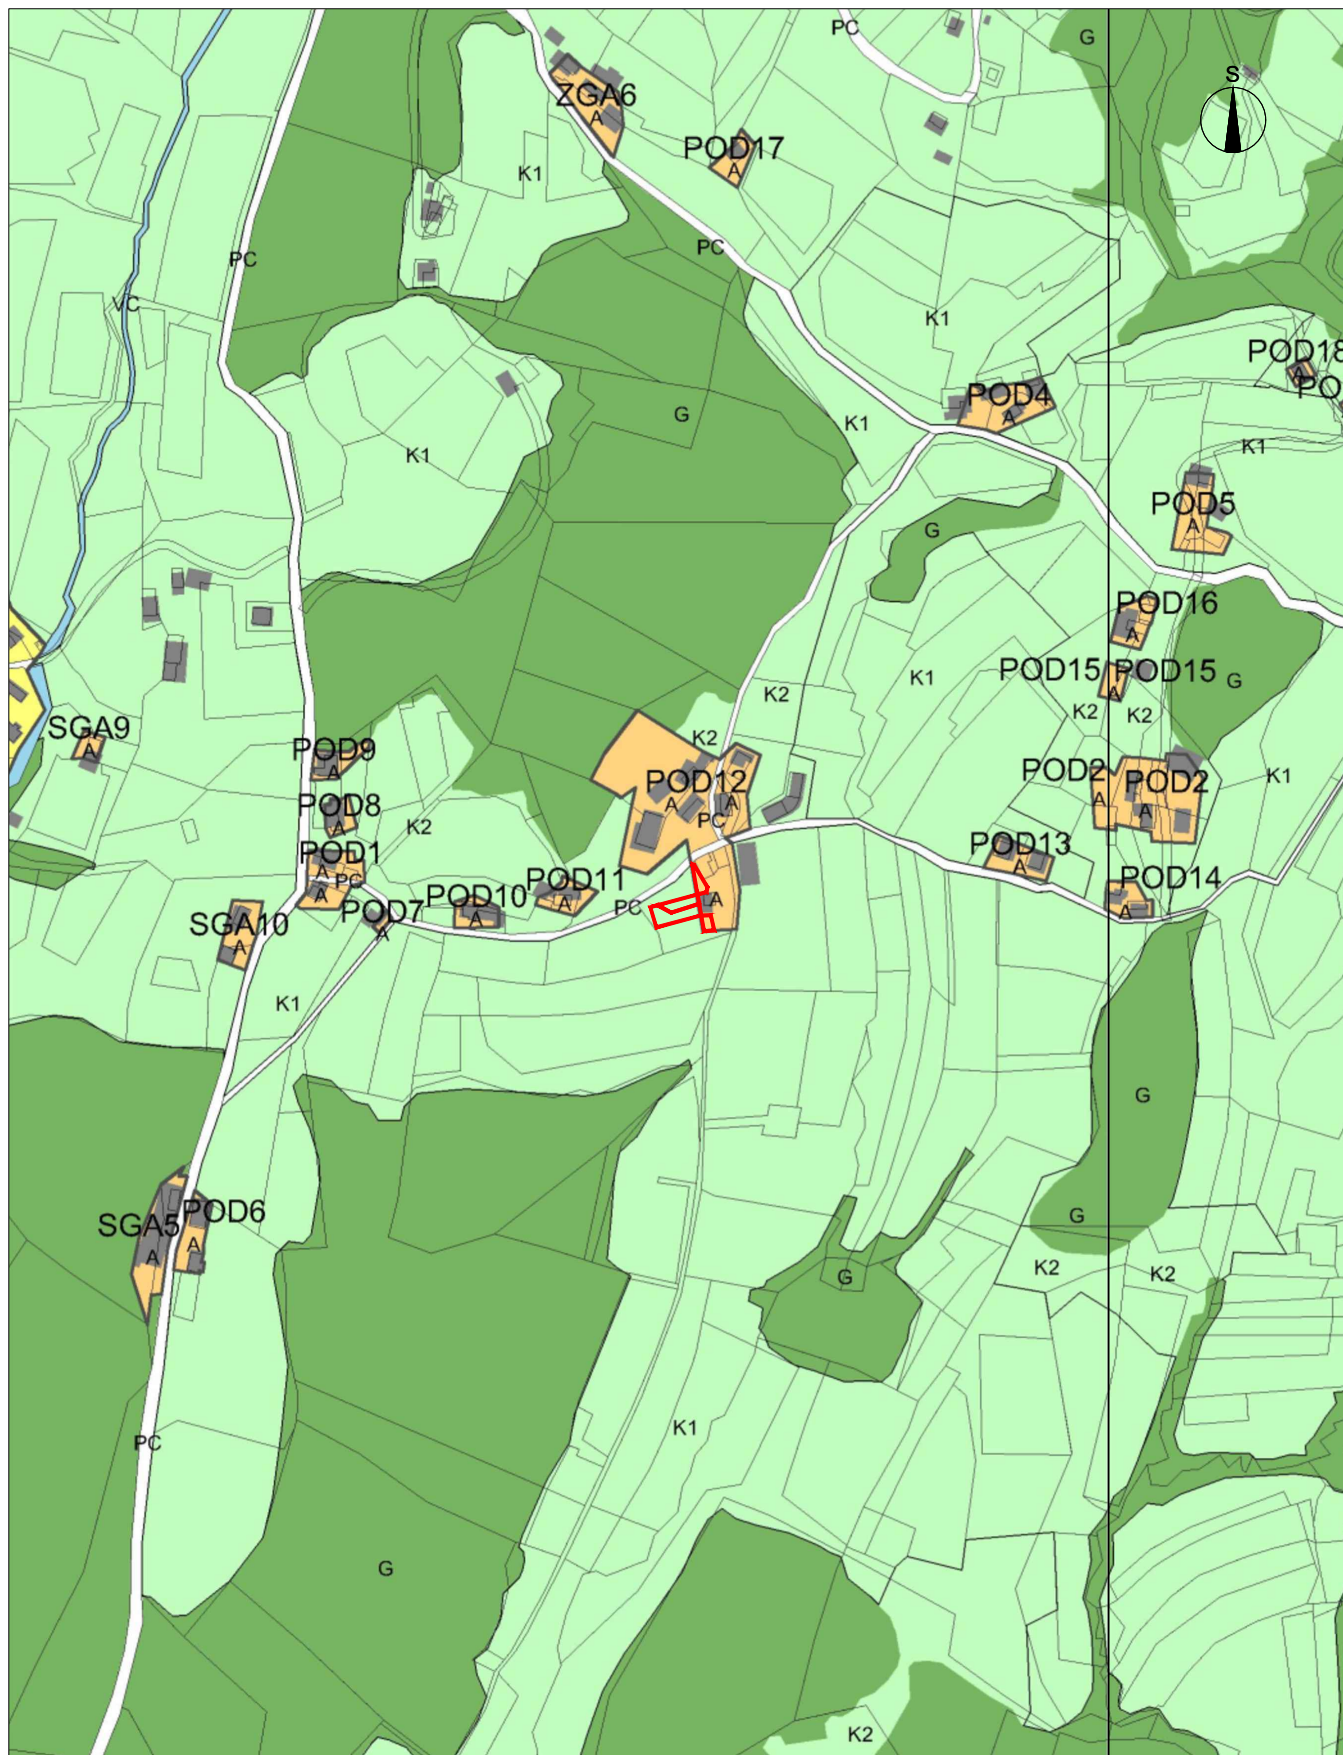 PC
G
S
ZGA6
A
POD17
A
K1
PC
PC
VC
K1
POD18
A
PO
POD4
A
G
K1
K1
K1
POD5
A
G
POD16
A
POD15
POD15
A
K1
G
K2
K2
K2
SGA9
A
K2
POD9
A
POD12
A
A
POD2
POD2
A
A
K1
POD8
A
PC
K2
POD1
A
PC
A
POD13
A
POD11
A
POD14
A
POD10
A
PC
A
POD7
A
SGA10
A
K1
G
POD6
SGA5
A
A
G
K2
K2
G
K1
PC
G
K2